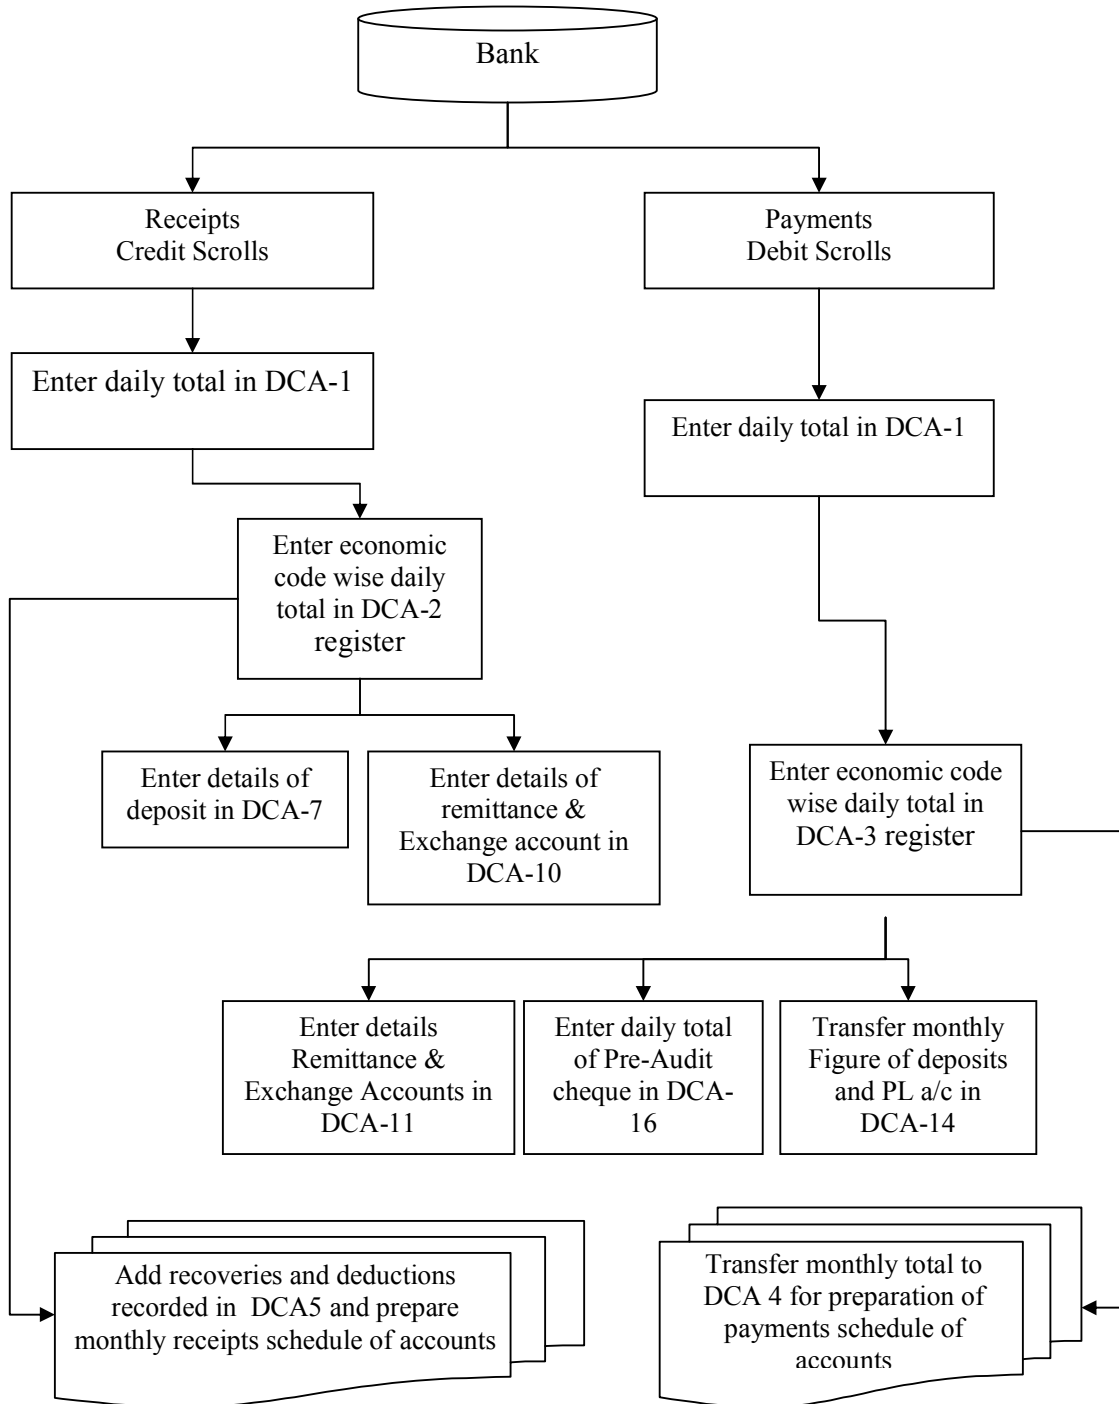 Bank
Receipts
Credit Scrolls
Payments
Debit Scrolls
Enter daily total in DCA-1
Enter daily total in DCA-1
Enter economic
code wise daily
total in DCA-2
register
Enter details of
deposit in DCA-7
Enter details of
remittance &
Exchange account in
DCA-10
Enter economic code
wise daily total in
DCA-3 register
Enter details
Remittance &
Exchange Accounts in
DCA-11
Enter daily total
of Pre-Audit
cheque in DCA-
16
Transfer monthly
Figure of deposits
and PL a/c in
DCA-14
Add recoveries and deductions
recorded in DCA5 and prepare
monthly receipts schedule of accounts
Transfer monthly total to
DCA 4 for preparation of
payments schedule of
accounts